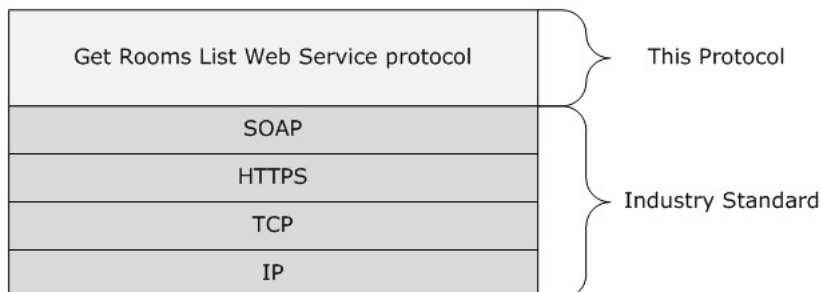 Get Rooms List Web Service protocol
This Protocol
SOAP
HTTPS
TCP
IP
Industry Standard